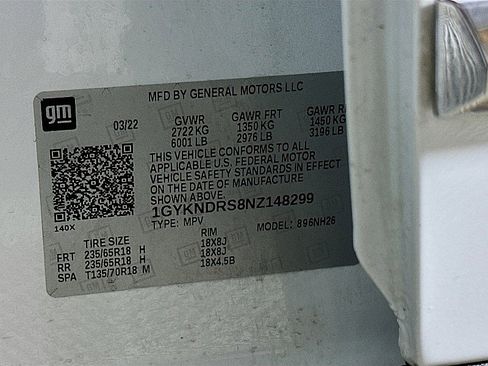 MFD BY GENERAL MOTORS LLC
gm
03/22
GVWR GAWR FRT GAWR R
2722 KG 1350 KG 1450 KG
6001 LB 2976 LB 3196 LB
THIS VEHICLE CONFORMS TO ALL
APPLICABLE U.S. FEDERAL MOTOR
VEHICLE SAFETY STANDARDS IN EFFECT
ON THE DATE OF MANUFACTURE
SHOWN ABOVE.
1GYKNDRS8NZ148299
140X
TYPE: MPV 896NH26
TIRE SIZE RIM
FRT 235/65R18 H 18X8J
RR 235/65R18 H 18X8J
SPA T135/70R18 M 18X4.5B